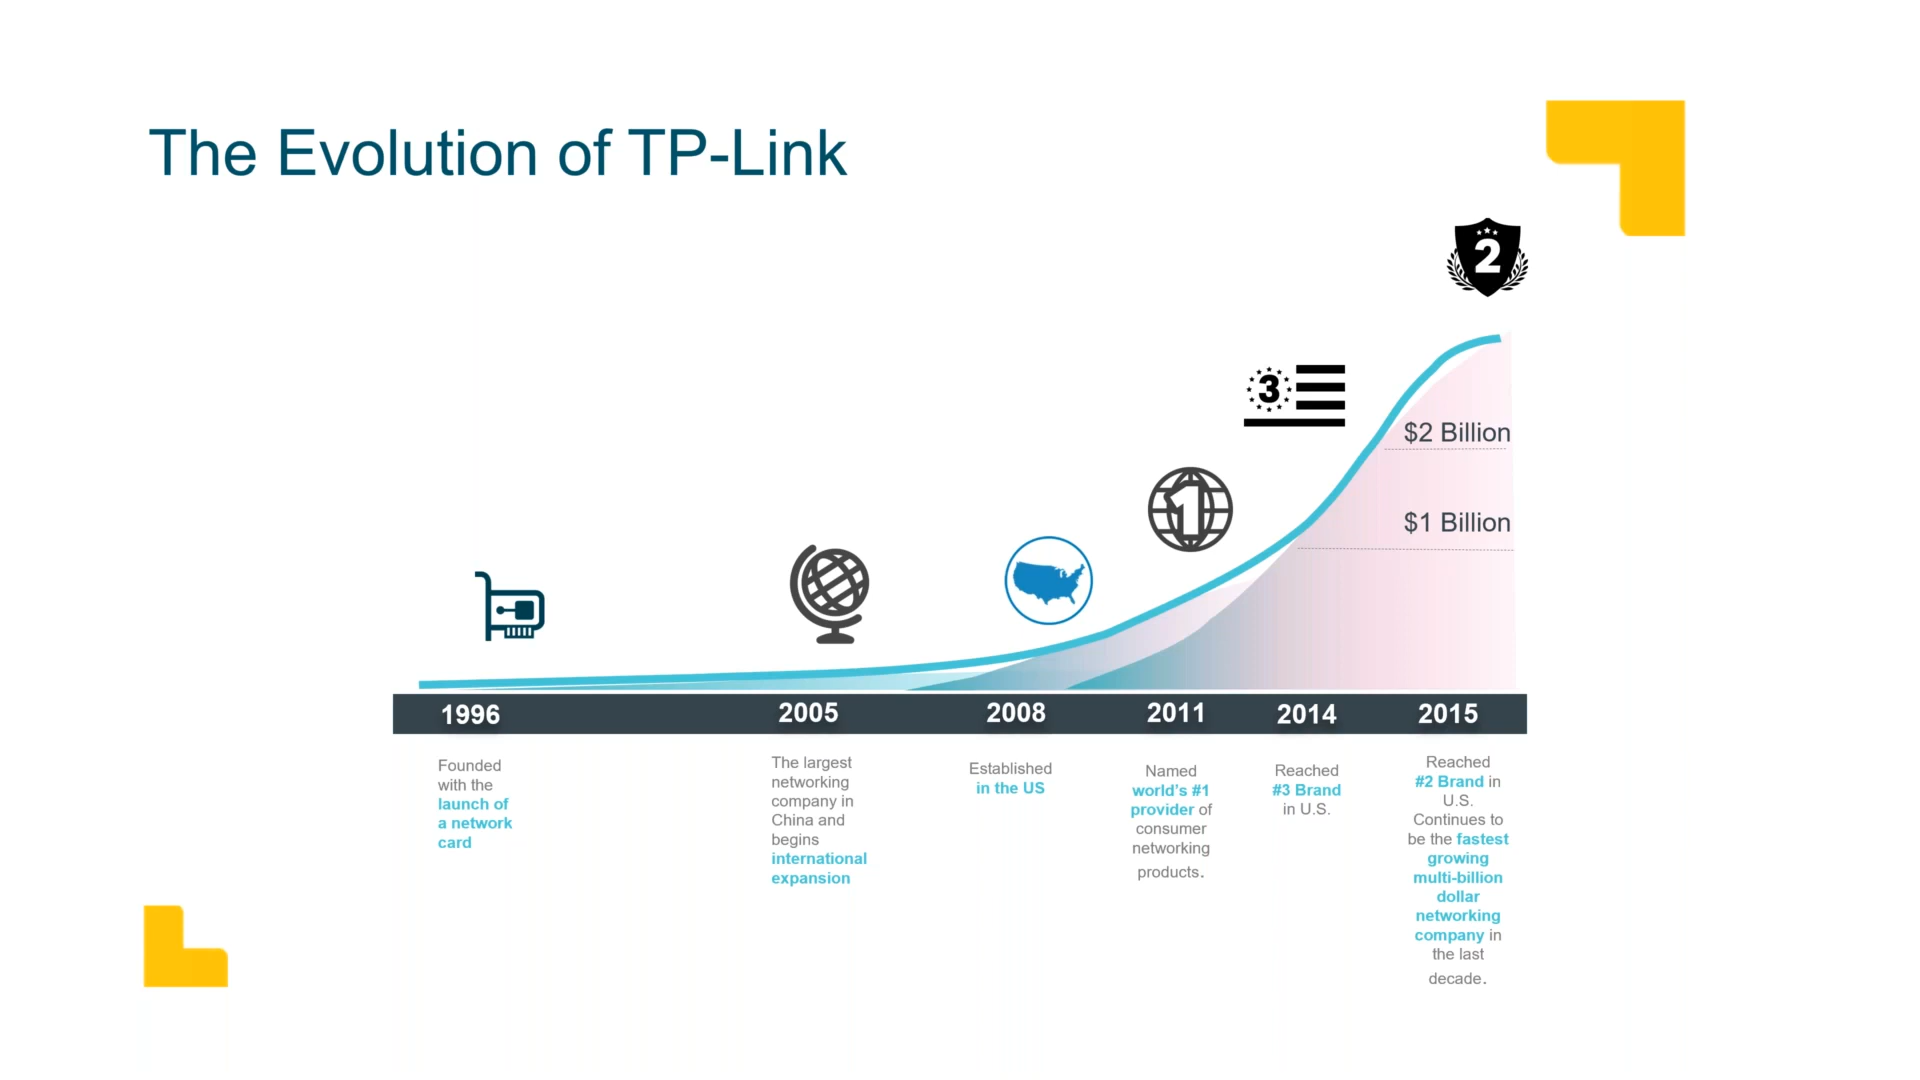 The Evolution of TP-Link
2
3
$2 Billion
1
$1 Billion
1996
2005
2008
2011
2014
2015
Founded
with the
launch of
a network
card
The largest
networking
company in
China and
begins
international
expansion
Established
in the US
Named
world's #1
provider of
consumer
networking
products.
Reached
#3 Brand
in U.S.
Reached
#2 Brand in
U.S.
Continues to
be the fastest
growing
multi-billion
dollar
networking
company in
the last
decade.